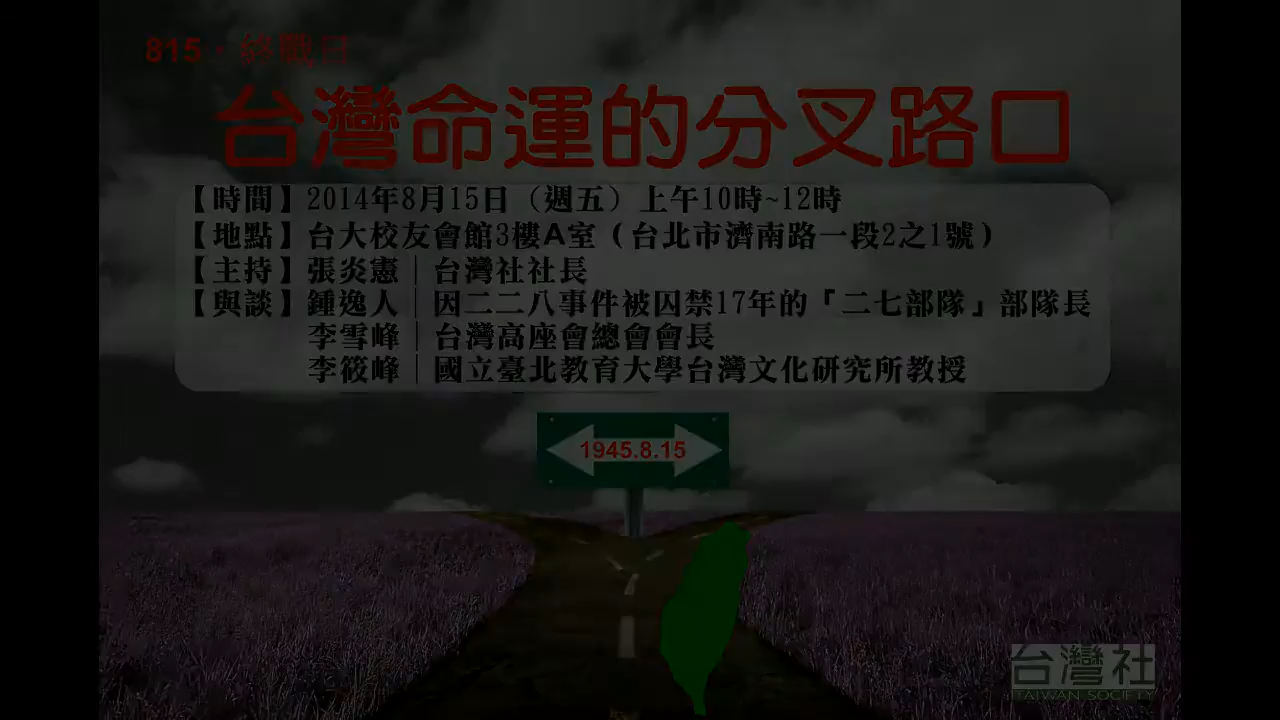 815·終戰日
台灣命運的分叉路口
【時間】2014年8月15日（週五）上午10時~12時
【地點】台大校友會館3樓A室（台北市濟南路一段2之1號）
【主持】張炎憲｜台灣社社長
【與談】鍾逸人｜因二二八事件被囚禁17年的「二七部隊」部隊長
李雪峰｜台灣高座會總會會長
李筱峰｜國立臺北教育大學台灣文化研究所教授
1945.8.15
台灣社
TAIWAN SOCIETY